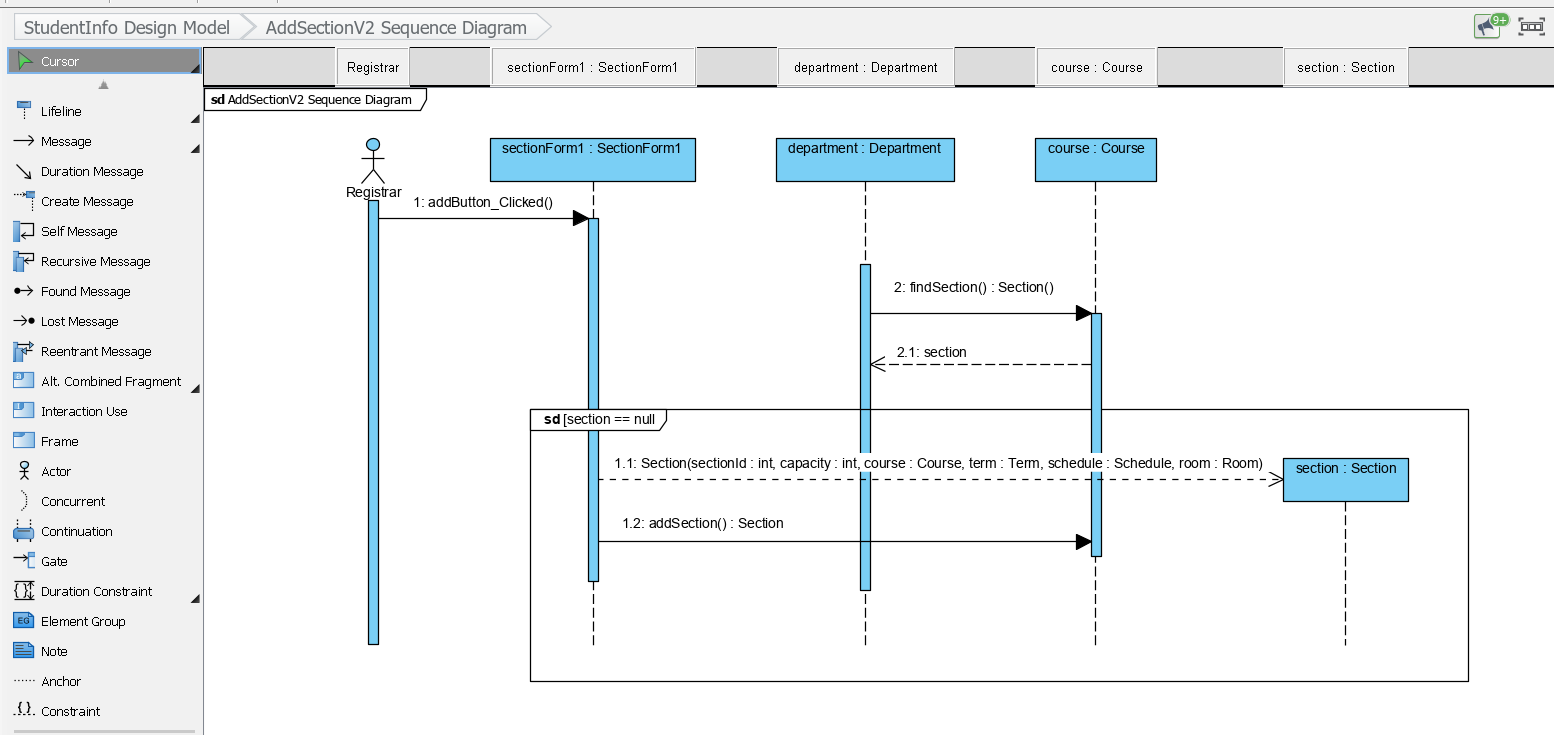 StudentInfo Design Model
AddSectionV2 Sequence Diagram
9+
Cursor
Registrar
sectionForm1 : SectionForm1
department : Department
course : Course
section : Section
sd AddSectionV2 Sequence Diagram
Lifeline
Message
Duration Message
Create Message
Self Message
Recursive Message
Found Message
Lost Message
Reentrant Message
Alt. Combined Fragment
Interaction Use
Frame
Actor
Concurrent
Continuation
Gate
Duration Constraint
EG
Element Group
Note
Anchor
{}
Constraint
sectionForm1 : SectionForm1
department : Department
course : Course
Registrar
1: addButton_Clicked()
2: findSection() : Section()
2.1: section
sd [section == null
1.1: Section(sectionId : int, capacity : int, course : Course, term : Term, schedule : Schedule, room : Room)
section : Section
1.2: addSection() : Section